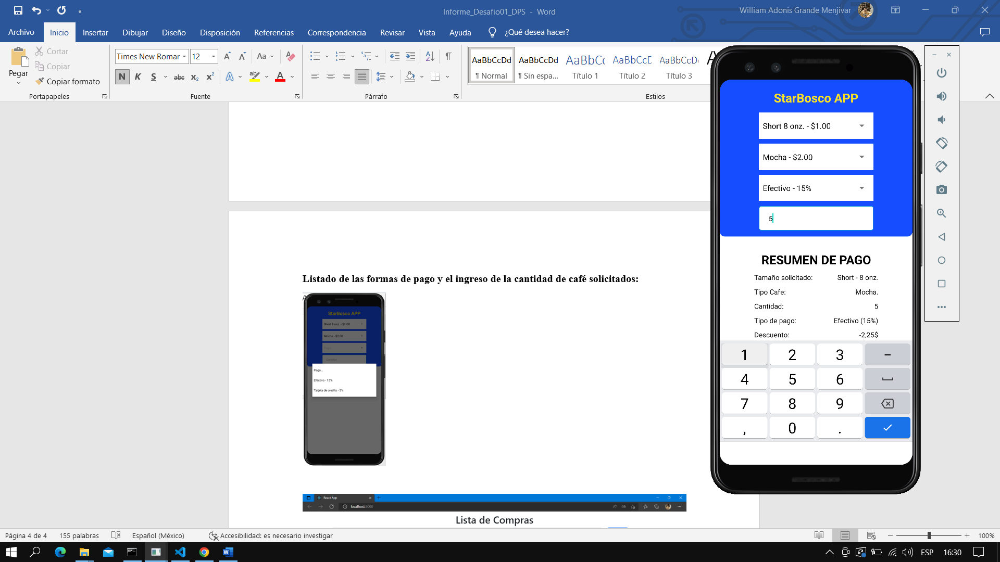 Informe_Desafio01_DPS - Word
William Adonis Grande Menjivar
Archivo
Inicio
Insertar
Dibujar
Diseño
Disposición
Referencias
Correspondencia
Revisar
Vista
Ayuda
¿Qué desea hacer?
Pegar
Cortar
Copiar
Copiar formato
Portapapeles
Times New Romar
12
Aa
N K S abc x₂ x²
Fuente
Párrafo
AaBbCcDd
¶ Normal
AaBbCcDd
¶ Sin espa...
AaBbCc
Título 1
AaBbCcD
Título 2
AaBbCcDc
Título 3
Estilos
Listado de las formas de pago y el ingreso de la cantidad de café solicitados:
StarBosco APP
Short 8 onz. - $1.00
Mocha - $2.00
Pago...
Cantidad
Pago...
Efectivo - 15%
Tarjeta de credito - 5%
React App
localhost:3000
Lista de Compras
StarBosco APP
Short 8 onz. - $1.00
Mocha - $2.00
Efectivo - 15%
5
RESUMEN DE PAGO
Tamaño solicitado: Short - 8 onz.
Tipo Cafe: Mocha.
Cantidad: 5
Tipo de pago: Efectivo (15%)
Descuento: -2,25$
1 2 3 -
4 5 6
7 8 9
, 0 .
Página 4 de 4
155 palabras
Español (México)
Accesibilidad: es necesario investigar
100%
ESP
16:30